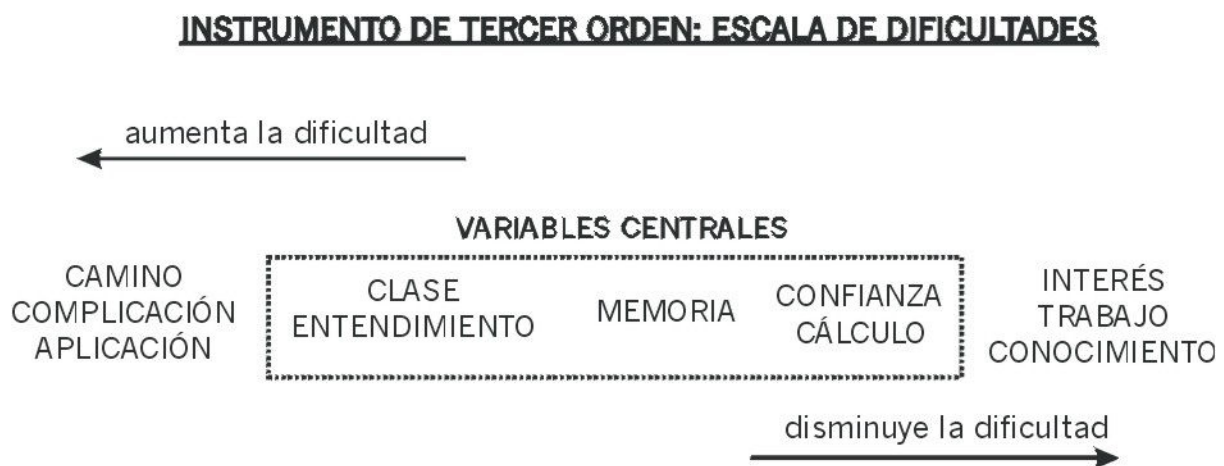 INSTRUMENTO DE TERCER ORDEN: ESCALA DE DIFICULTADES
aumenta la dificultad
VARIABLES CENTRALES
CAMINO
COMPLICACIÓN
APLICACIÓN
CLASE
ENTENDIMIENTO
MEMORIA
CONFIANZA
CÁLCULO
INTERÉS
TRABAJO
CONOCIMIENTO
disminuye la dificultad